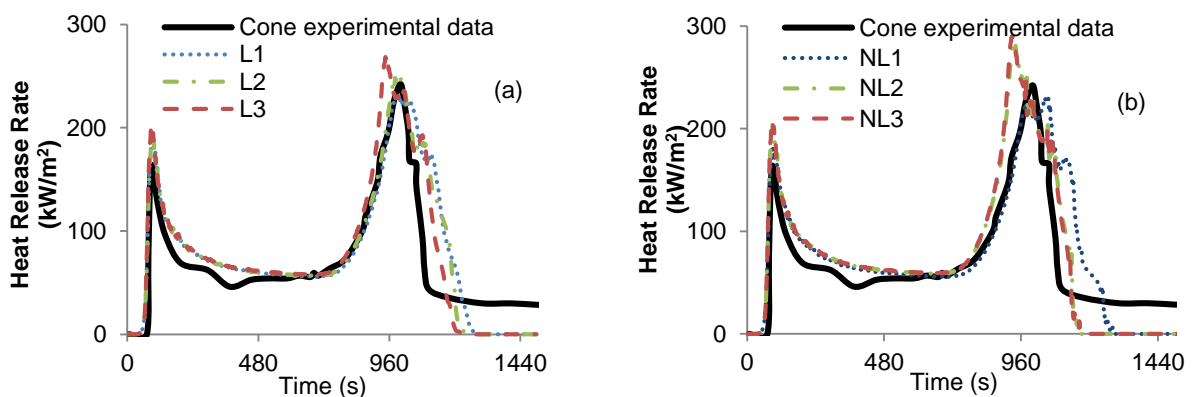 Heat Release Rate
(kW/m²)
300
200
100
0
0
480
960
1440
Time (s)
Cone experimental data
L1
L2
L3
(a)
Heat Release Rate
(kW/m²)
300
200
100
0
0
480
960
1440
Time (s)
Cone experimental data
NL1
NL2
NL3
(b)